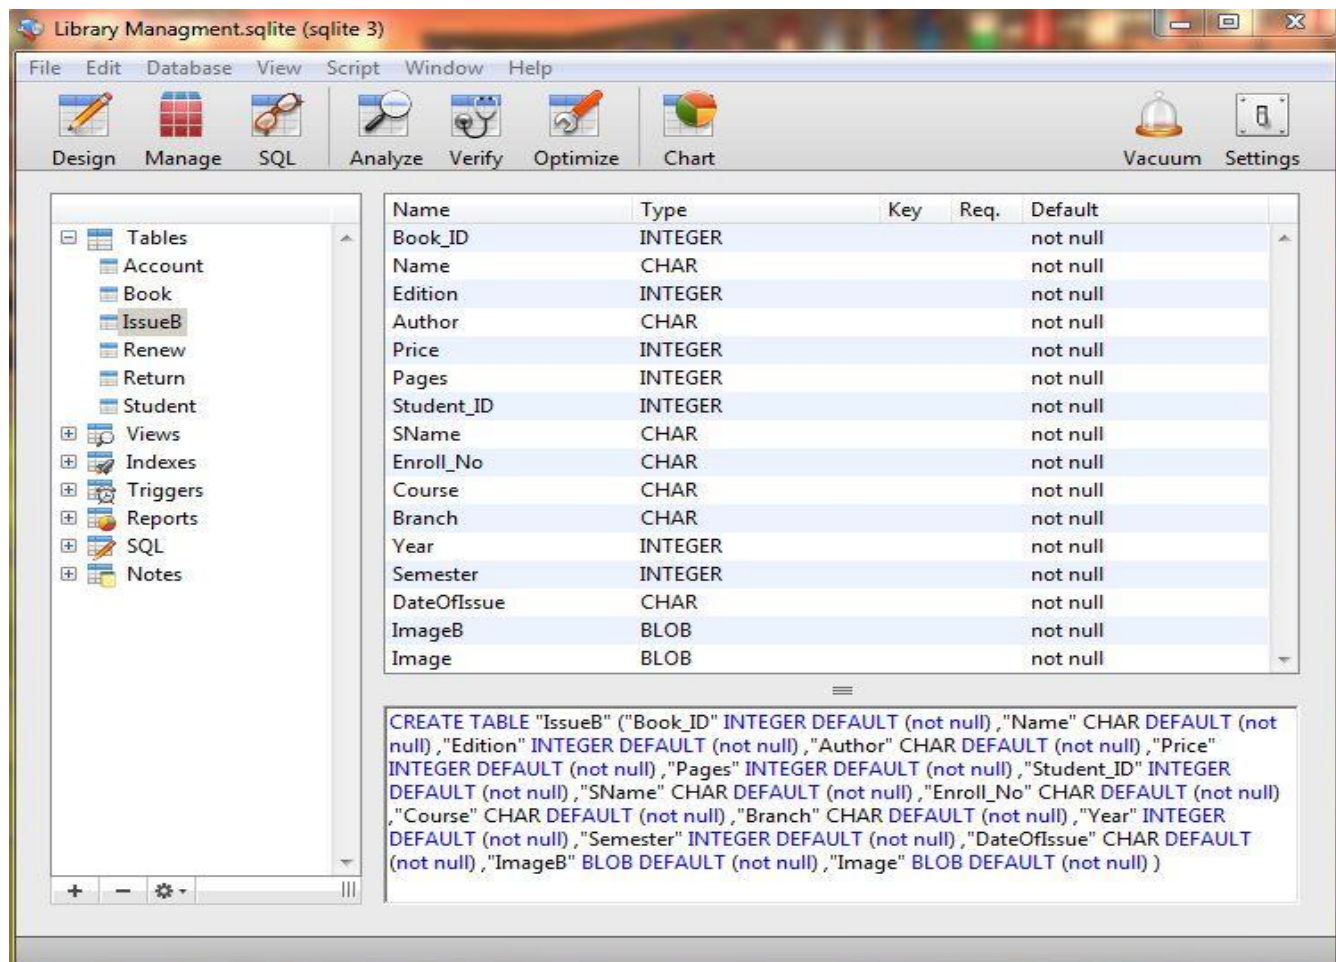 Library Managment.sqlite (sqlite 3)
File Edit Database View Script Window Help
Design Manage SQL Analyze Verify Optimize Chart Vacuum Settings
Tables
Account
Book
IssueB
Renew
Return
Student
Views
Indexes
Triggers
Reports
SQL
Notes
Name Type Key Req. Default
Book_ID INTEGER not null
Name CHAR not null
Edition INTEGER not null
Author CHAR not null
Price INTEGER not null
Pages INTEGER not null
Student_ID INTEGER not null
SName CHAR not null
Enroll_No CHAR not null
Course CHAR not null
Branch CHAR not null
Year INTEGER not null
Semester INTEGER not null
DateOfIssue CHAR not null
ImageB BLOB not null
Image BLOB not null
CREATE TABLE "IssueB" ("Book_ID" INTEGER DEFAULT (not null) ,"Name" CHAR DEFAULT (not
null) ,"Edition" INTEGER DEFAULT (not null) ,"Author" CHAR DEFAULT (not null) ,"Price"
INTEGER DEFAULT (not null) ,"Pages" INTEGER DEFAULT (not null) ,"Student_ID" INTEGER
DEFAULT (not null) ,"SName" CHAR DEFAULT (not null) ,"Enroll_No" CHAR DEFAULT (not null)
,"Course" CHAR DEFAULT (not null) ,"Branch" CHAR DEFAULT (not null) ,"Year" INTEGER
DEFAULT (not null) ,"Semester" INTEGER DEFAULT (not null) ,"DateOfIssue" CHAR DEFAULT
(not null) ,"ImageB" BLOB DEFAULT (not null) ,"Image" BLOB DEFAULT (not null) )